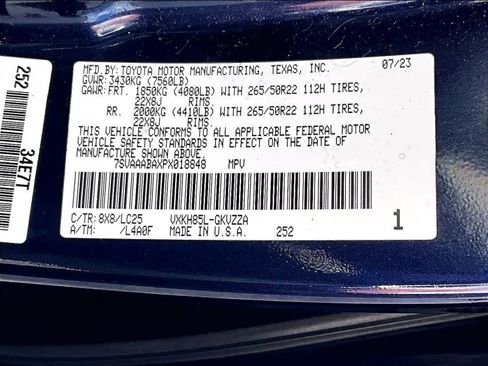 MFD.BY: TOYOTA MOTOR MANUFACTURING, TEXAS, INC. 07/23
GVWR: 3430KG (7560LB)
GAWR: FRT. 1850KG (4080LB) WITH 265/50R22 112H TIRES,
22X8J RIMS.
RR. 2000KG (4410LB) WITH 265/50R22 112H TIRES,
22X8J RIMS.
THIS VEHICLE CONFORMS TO ALL APPLICABLE FEDERAL MOTOR
VEHICLE SAFETY STANDARDS IN EFFECT ON THE DATE OF
MANUFACTURE SHOWN ABOVE.
7SVAAABAXPX018848 MPV
C/TR: 8X8/LC25 VXKH85L-GKVZZA
A/TM: /L4A0F MADE IN U.S.A. 252 1
252 34E7T